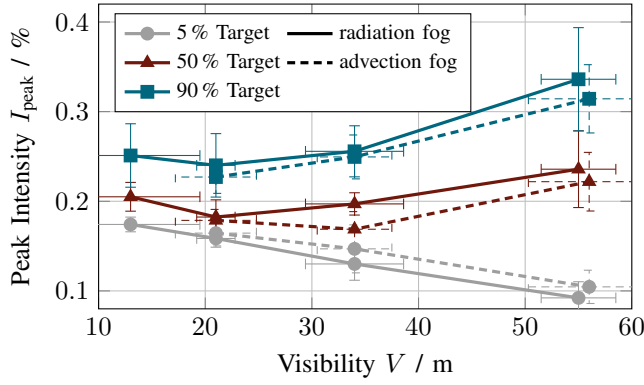 0.4
0.3
0.2
0.1
Peak Intensity I_peak / %
5 % Target
50 % Target
90 % Target
radiation fog
advection fog
10 20 30 40 50 60
Visibility V / m